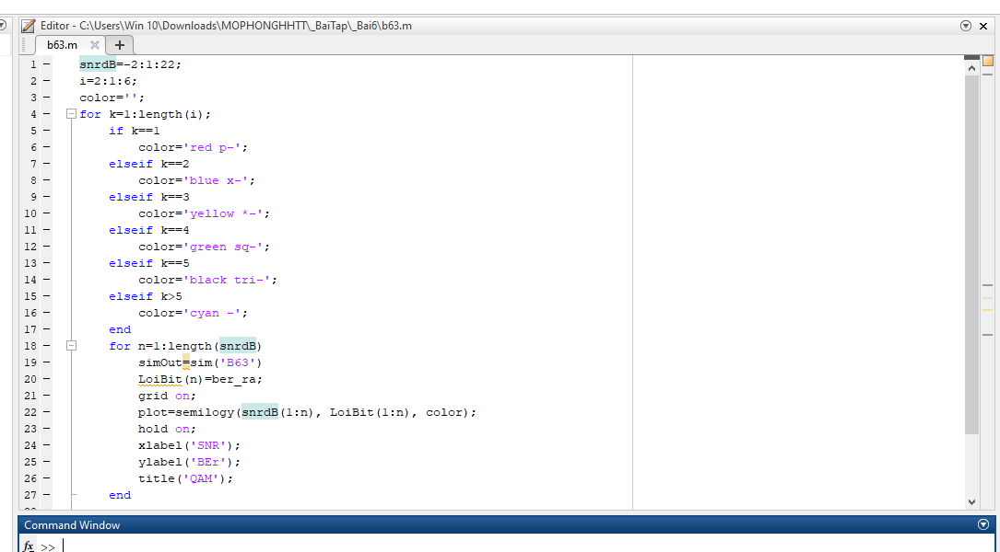 Editor - C:\Users\Win 10\Downloads\MOPHONGHHTT\_BaiTap\_Bai6\b63.m
b63.m
1 snrdB=-2:1:22;
2 i=2:1:6;
3 color='';
4 for k=1:length(i);
5 if k==1
6 color='red p-';
7 elseif k==2
8 color='blue x-';
9 elseif k==3
10 color='yellow *-';
11 elseif k==4
12 color='green sq-';
13 elseif k==5
14 color='black tri-';
15 elseif k>5
16 color='cyan -';
17 end
18 for n=1:length(snrdB)
19 simOut=sim('B63')
20 LoiBit(n)=ber_ra;
21 grid on;
22 plot=semilogy(snrdB(1:n), LoiBit(1:n), color);
23 hold on;
24 xlabel('SNR');
25 ylabel('BEr');
26 title('QAM');
27 end
Command Window
fx >>